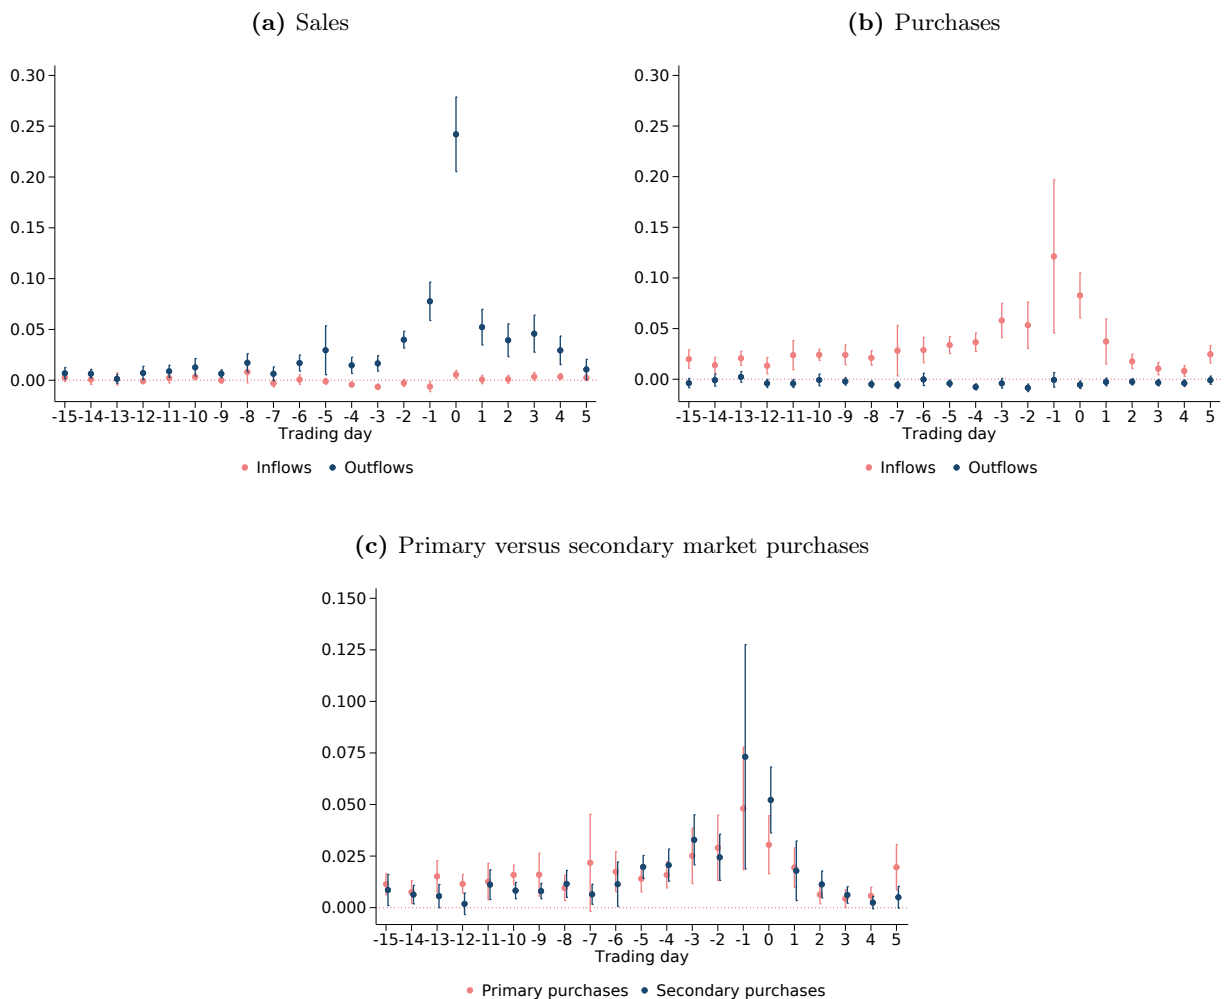 (a) Sales
0.30
0.25
0.20
0.15
0.10
0.05
0.00
-15 -14 -13 -12 -11 -10 -9 -8 -7 -6 -5 -4 -3 -2 -1 0 1 2 3 4 5
Trading day
Inflows Outflows
(b) Purchases
0.30
0.25
0.20
0.15
0.10
0.05
0.00
-15 -14 -13 -12 -11 -10 -9 -8 -7 -6 -5 -4 -3 -2 -1 0 1 2 3 4 5
Trading day
Inflows Outflows
(c) Primary versus secondary market purchases
0.150
0.125
0.100
0.075
0.050
0.025
0.000
-15 -14 -13 -12 -11 -10 -9 -8 -7 -6 -5 -4 -3 -2 -1 0 1 2 3 4 5
Trading day
Primary purchases Secondary purchases